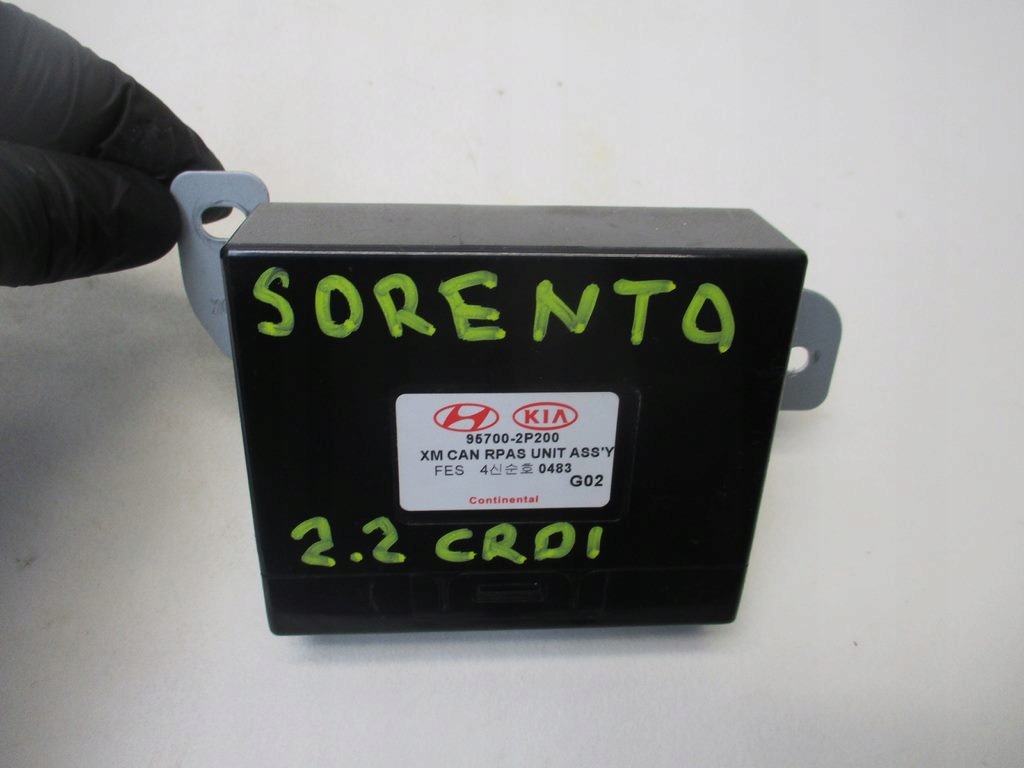 SORENTO
H KIA
95700-2P200
XM CAN RPAS UNIT ASS'Y
FES 4신순호 0483
G02
Continental
2.2 CRDI